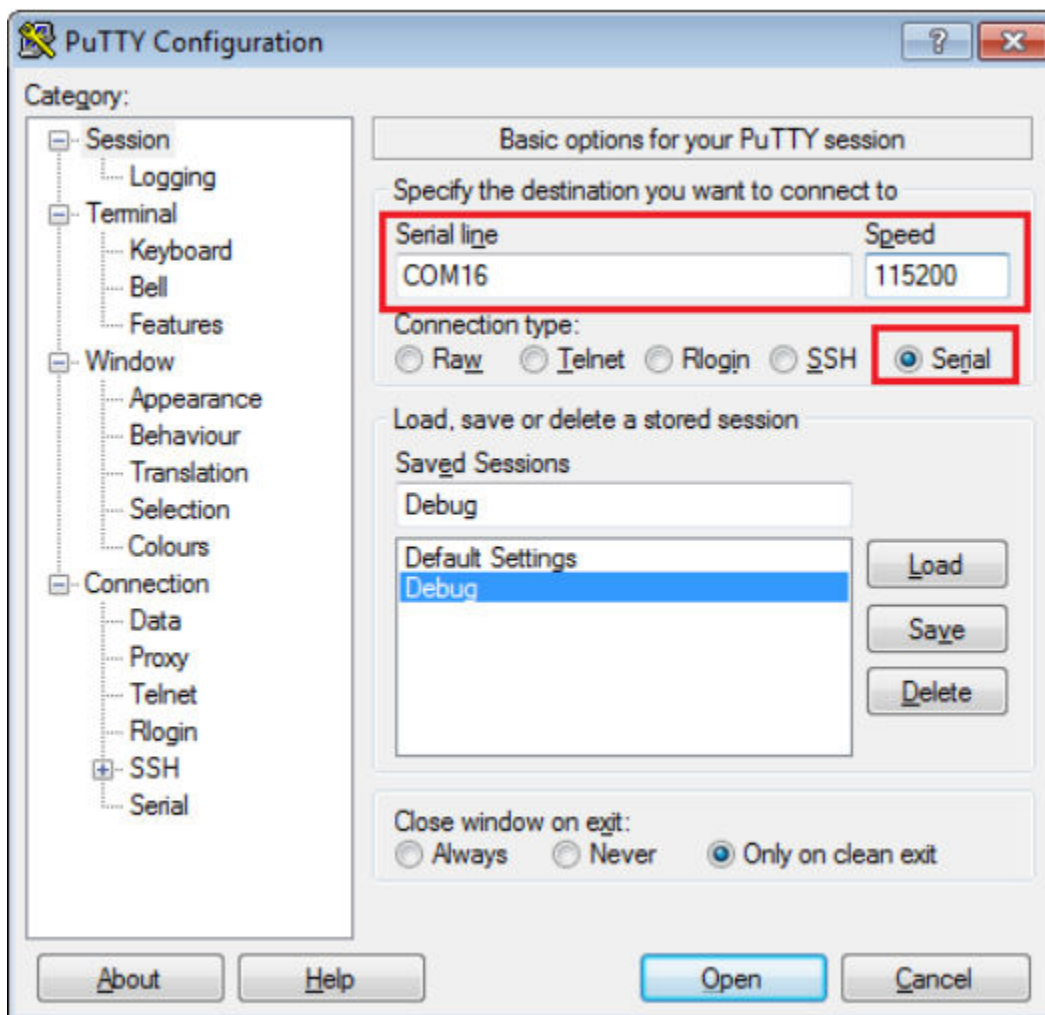 PuTTY Configuration
Category:
Session
Logging
Terminal
Keyboard
Bell
Features
Window
Appearance
Behaviour
Translation
Selection
Colours
Connection
Data
Proxy
Telnet
Rlogin
SSH
Serial
Basic options for your PuTTY session
Specify the destination you want to connect to
Serial line Speed
COM16 115200
Connection type:
Raw Telnet Rlogin SSH Serial
Load, save or delete a stored session
Saved Sessions
Debug
Default Settings
Debug
Load
Save
Delete
Close window on exit:
Always Never Only on clean exit
About Help Open Cancel